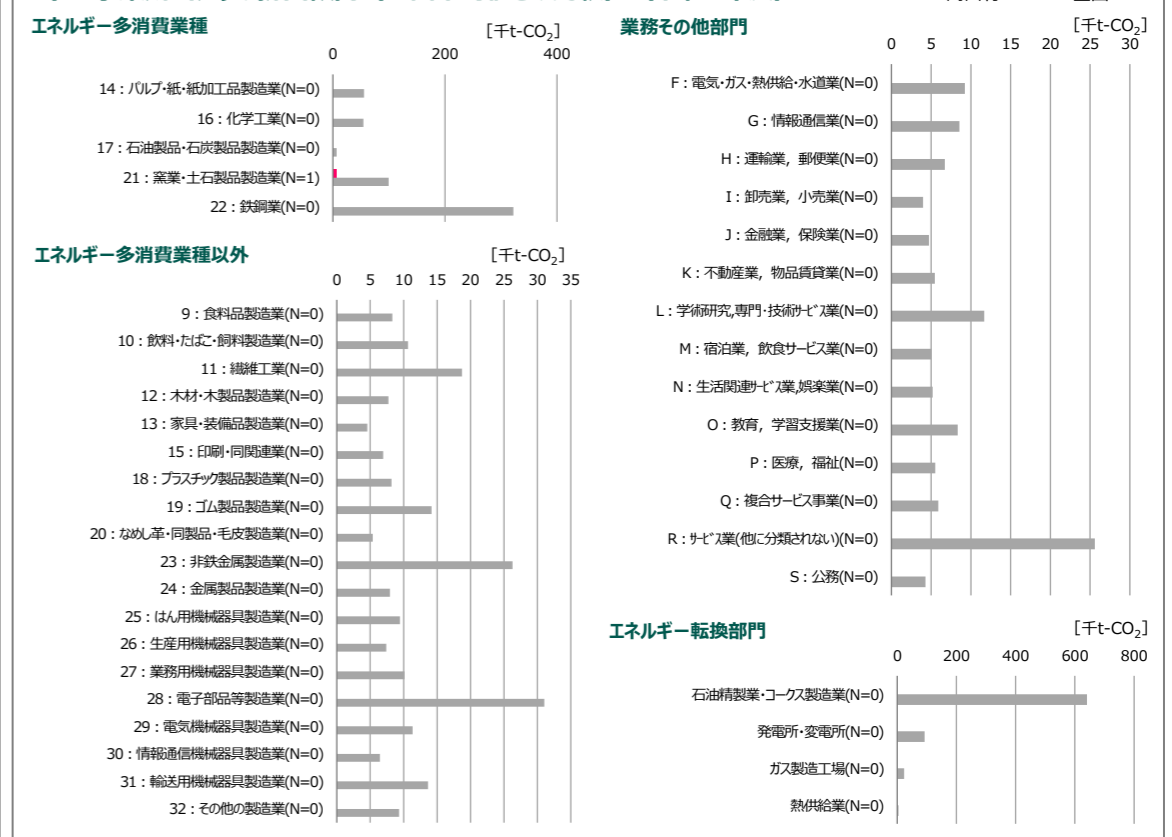 エネルギー多消費業種
[千t-CO2]
0 200 400
14：パルプ・紙・紙加工品製造業(N=0)
16：化学工業(N=0)
17：石油製品・石炭製品製造業(N=0)
21：窯業・土石製品製造業(N=1)
22：鉄鋼業(N=0)
エネルギー多消費業種以外
[千t-CO2]
0 5 10 15 20 25 30 35
9：食料品製造業(N=0)
10：飲料・たばこ・飼料製造業(N=0)
11：繊維工業(N=0)
12：木材・木製品製造業(N=0)
13：家具・装備品製造業(N=0)
15：印刷・同関連業(N=0)
18：プラスチック製品製造業(N=0)
19：ゴム製品製造業(N=0)
20：なめし革・同製品・毛皮製造業(N=0)
23：非鉄金属製造業(N=0)
24：金属製品製造業(N=0)
25：はん用機械器具製造業(N=0)
26：生産用機械器具製造業(N=0)
27：業務用機械器具製造業(N=0)
28：電子部品等製造業(N=0)
29：電気機械器具製造業(N=0)
30：情報通信機械器具製造業(N=0)
31：輸送用機械器具製造業(N=0)
32：その他の製造業(N=0)
業務その他部門
[千t-CO2]
0 5 10 15 20 25 30
F：電気・ガス・熱供給・水道業(N=0)
G：情報通信業(N=0)
H：運輸業，郵便業(N=0)
I：卸売業，小売業(N=0)
J：金融業，保険業(N=0)
K：不動産業，物品賃貸業(N=0)
L：学術研究,専門・技術サービス業(N=0)
M：宿泊業，飲食サービス業(N=0)
N：生活関連サービス業,娯楽業(N=0)
O：教育，学習支援業(N=0)
P：医療，福祉(N=0)
Q：複合サービス事業(N=0)
R：サービス業(他に分類されない)(N=0)
S：公務(N=0)
エネルギー転換部門
[千t-CO2]
0 200 400 600 800
石油精製業・コークス製造業(N=0)
発電所・変電所(N=0)
ガス製造工場(N=0)
熱供給業(N=0)